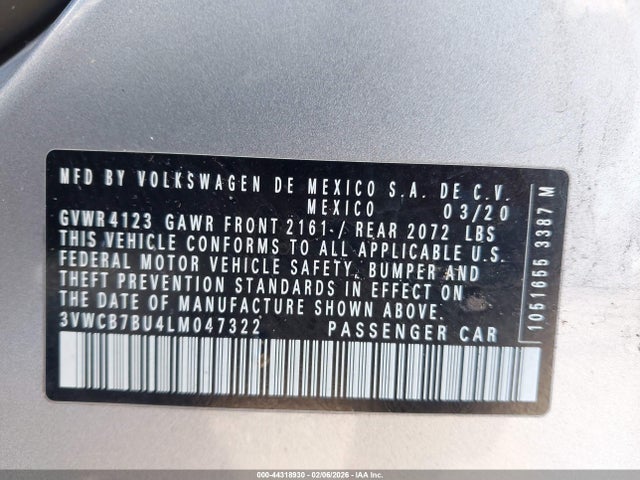 MFD BY VOLKSWAGEN DE MEXICO S.A. DE C.V.
MEXICO 03/20
GVWR 4123 GAWR FRONT 2161 / REAR 2072 LBS
THIS VEHICLE CONFORMS TO ALL APPLICABLE U.S.
FEDERAL MOTOR VEHICLE SAFETY, BUMPER AND
THEFT PREVENTION STANDARDS IN EFFECT ON
THE DATE OF MANUFACTURE SHOWN ABOVE.
3VWCB7BU4LM047322 PASSENGER CAR
1051665 3387 M
000-44318930 - 02/06/2026 - IAA Inc.